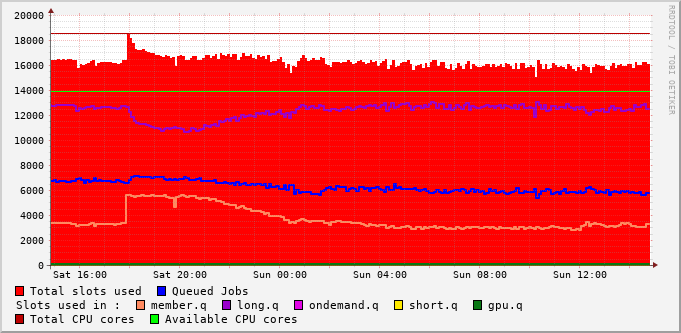 20000
18000
16000
14000
12000
10000
8000
6000
4000
2000
0
Sat 16:00 Sat 20:00 Sun 00:00 Sun 04:00 Sun 08:00 Sun 12:00
RRDTOOL / TOBI OETIKER
Total slots used Queued Jobs
Slots used in : member.q long.q ondemand.q short.q gpu.q
Total CPU cores Available CPU cores